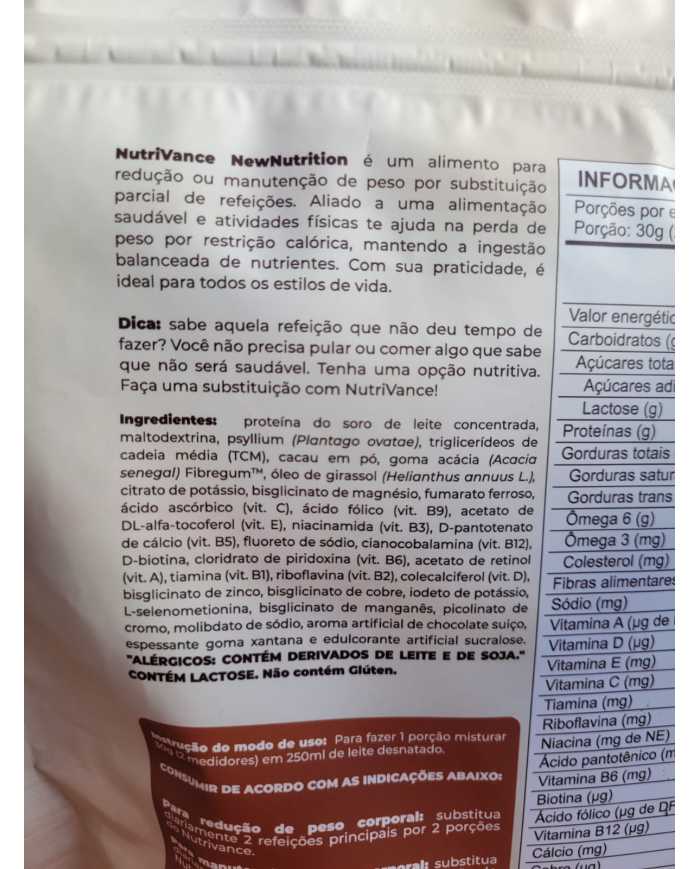 NutriVance NewNutrition é um alimento para
redução ou manutenção de peso por substituição
parcial de refeições. Aliado a uma alimentação
saudável e atividades físicas te ajuda na perda de
peso por restrição calórica, mantendo a ingestão
balanceada de nutrientes. Com sua praticidade, é
ideal para todos os estilos de vida.
Dica: sabe aquela refeição que não deu tempo de
fazer? Você não precisa pular ou comer algo que sabe
que não será saudável. Tenha uma opção nutritiva.
Faça uma substituição com NutriVance!
Ingredientes: proteína do soro de leite concentrada,
maltodextrina, psyllium (Plantago ovatae), triglicerídeos de
cadeia média (TCM), cacau em pó, goma acácia (Acacia
senegal) Fibregum™, óleo de girassol (Helianthus annuus L.),
citrato de potássio, bisglicinato de magnésio, fumarato ferroso,
ácido ascórbico (vit. C), ácido fólico (vit. B9), acetato de
DL-alfa-tocoferol (vit. E), niacinamida (vit. B3), D-pantotenato
de cálcio (vit. B5), fluoreto de sódio, cianocobalamina (vit. B12),
D-biotina, cloridrato de piridoxina (vit. B6), acetato de retinol
(vit. A), tiamina (vit. B1), riboflavina (vit. B2), colecalciferol (vit. D),
bisglicinato de zinco, bisglicinato de cobre, iodeto de potássio,
L-selenometionina, bisglicinato de manganês, picolinato de
cromo, molibdato de sódio, aroma artificial de chocolate suiço,
espessante goma xantana e edulcorante artificial sucralose.
"ALÉRGICOS: CONTÉM DERIVADOS DE LEITE E DE SOJA."
CONTÉM LACTOSE. Não contém Glúten.
Instrução do modo de uso: Para fazer 1 porção misturar
30g (2 medidores) em 250ml de leite desnatado.
CONSUMIR DE ACORDO COM AS INDICAÇÕES ABAIXO:
Para redução de peso corporal: substitua
diariamente 2 refeições principais por 2 porções
do Nutrivance.
corporal: substitua
INFORMA
Porções por e
Porção: 30g (
Valor energétic
Carboidratos (g
Açúcares tota
Açúcares adi
Lactose (g)
Proteínas (g)
Gorduras totais
Gorduras satur
Gorduras trans
Ômega 6 (g)
Ômega 3 (mg)
Colesterol (mg)
Fibras alimentares
Sódio (mg)
Vitamina A (µg de
Vitamina D (µg)
Vitamina E (mg)
Vitamina C (mg)
Tiamina (mg)
Riboflavina (mg)
Niacina (mg de NE)
Ácido pantotênico (m
Vitamina B6 (mg)
Biotina (µg)
Ácido fólico (µg de DF
Vitamina B12 (µg)
Cálcio (mg)